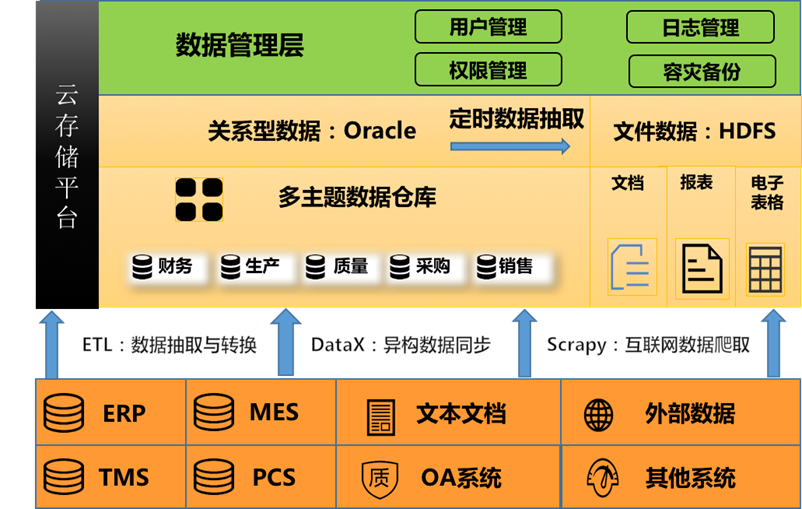 云存储平台
数据管理层
用户管理
日志管理
权限管理
容灾备份
关系型数据：Oracle
定时数据抽取
文件数据：HDFS
多主题数据仓库
文档
报表
电子
表格
财务
生产
质量
采购
销售
ETL：数据抽取与转换
DataX：异构数据同步
Scrapy：互联网数据爬取
ERP
MES
文本文档
外部数据
TMS
PCS
质
OA系统
其他系统